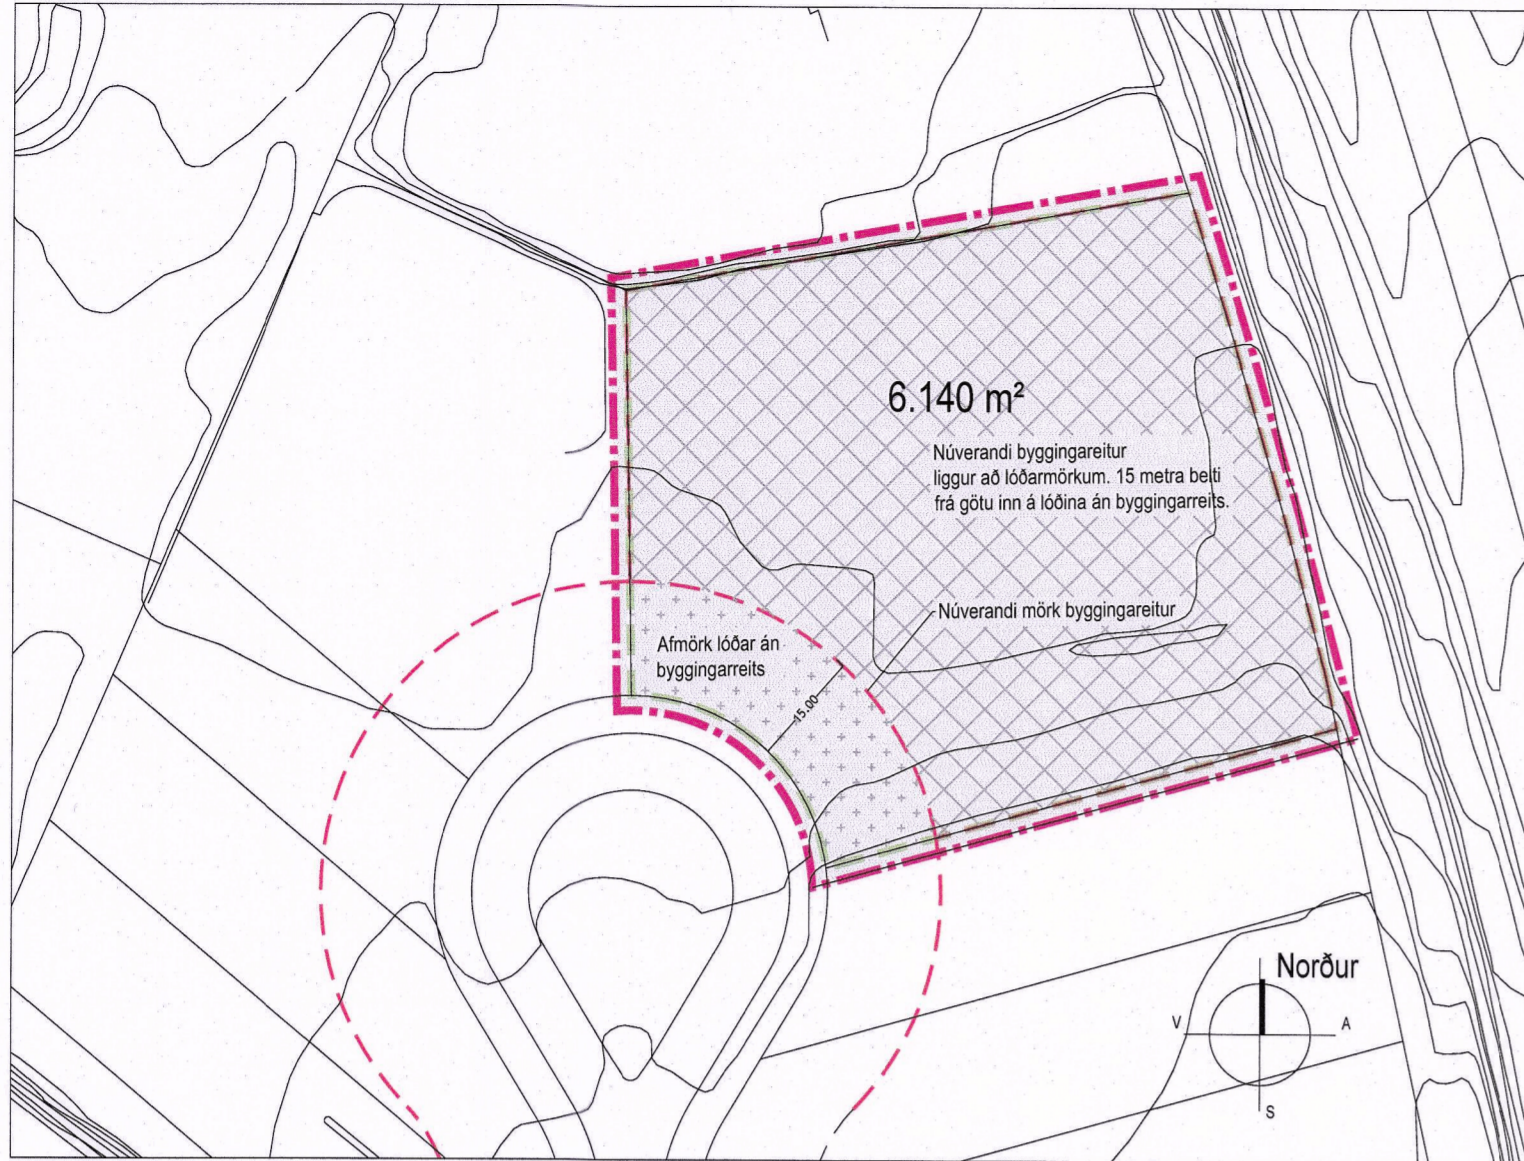 6.140 m²
Núverandi byggingareitur
liggur að lóðarmörkum. 15 metra belti
frá götu inn á lóðina án byggingarreits.
Núverandi mörk byggingareitur
Afmörk lóðar án
byggingarreits
15.00
Norður
V
A
S